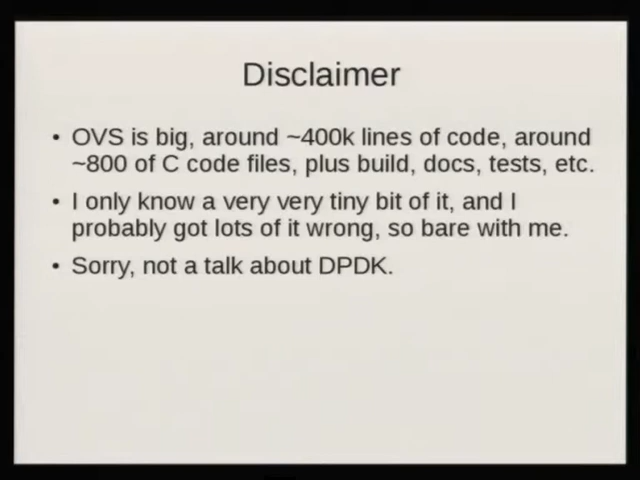 Disclaimer
• OVS is big, around ~400k lines of code, around
~800 of C code files, plus build, docs, tests, etc.
• I only know a very very tiny bit of it, and I
probably got lots of it wrong, so bare with me.
• Sorry, not a talk about DPDK.